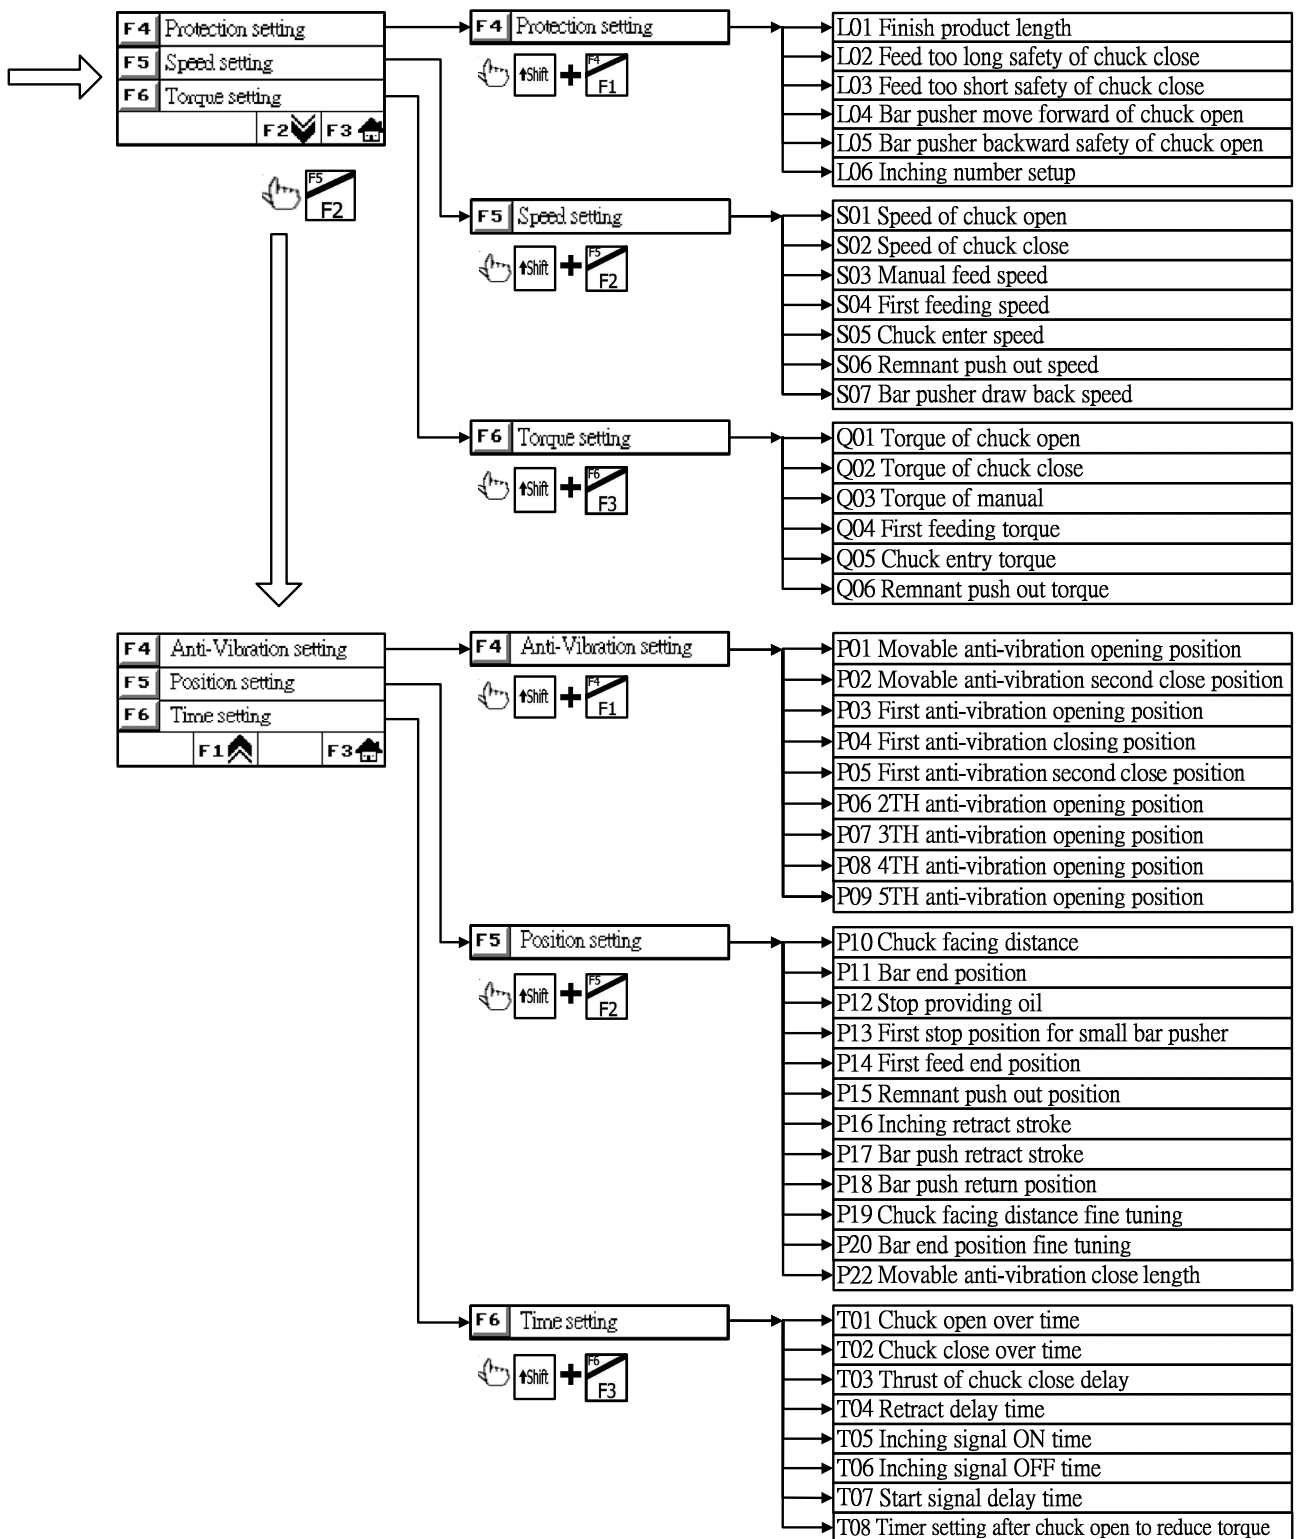 F4 Protection setting
F5 Speed setting
F6 Torque setting
F2 F3
F5 F2
F4 Protection setting
Shift + F4 F1
L01 Finish product length
L02 Feed too long safety of chuck close
L03 Feed too short safety of chuck close
L04 Bar pusher move forward of chuck open
L05 Bar pusher backward safety of chuck open
L06 Inching number setup
F5 Speed setting
Shift + F5 F2
S01 Speed of chuck open
S02 Speed of chuck close
S03 Manual feed speed
S04 First feeding speed
S05 Chuck enter speed
S06 Remnant push out speed
S07 Bar pusher draw back speed
F6 Torque setting
Shift + F6 F3
Q01 Torque of chuck open
Q02 Torque of chuck close
Q03 Torque of manual
Q04 First feeding torque
Q05 Chuck entry torque
Q06 Remnant push out torque
F4 Anti-Vibration setting
F5 Position setting
F6 Time setting
F1 F3
F4 Anti-Vibration setting
Shift + F4 F1
P01 Movable anti-vibration opening position
P02 Movable anti-vibration second close position
P03 First anti-vibration opening position
P04 First anti-vibration closing position
P05 First anti-vibration second close position
P06 2TH anti-vibration opening position
P07 3TH anti-vibration opening position
P08 4TH anti-vibration opening position
P09 5TH anti-vibration opening position
F5 Position setting
Shift + F5 F2
P10 Chuck facing distance
P11 Bar end position
P12 Stop providing oil
P13 First stop position for small bar pusher
P14 First feed end position
P15 Remnant push out position
P16 Inching retract stroke
P17 Bar push retract stroke
P18 Bar push return position
P19 Chuck facing distance fine tuning
P20 Bar end position fine tuning
P22 Movable anti-vibration close length
F6 Time setting
Shift + F6 F3
T01 Chuck open over time
T02 Chuck close over time
T03 Thrust of chuck close delay
T04 Retract delay time
T05 Inching signal ON time
T06 Inching signal OFF time
T07 Start signal delay time
T08 Timer setting after chuck open to reduce torque